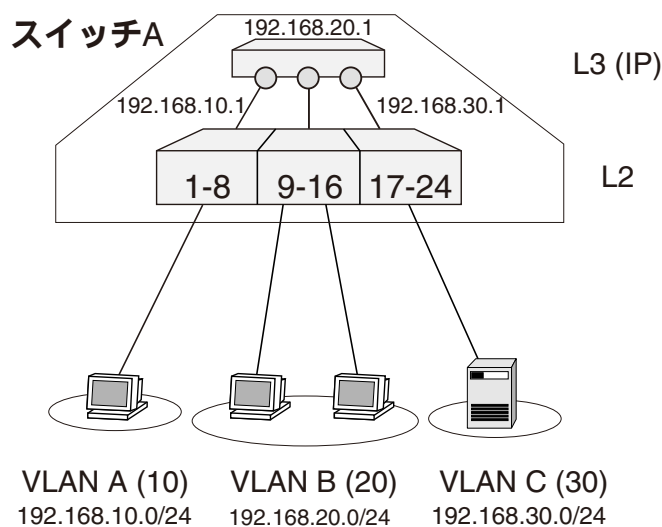 スイッチA
192.168.20.1
L3 (IP)
192.168.10.1
192.168.30.1
1-8
9-16
17-24
L2
VLAN A (10)
192.168.10.0/24
VLAN B (20)
192.168.20.0/24
VLAN C (30)
192.168.30.0/24